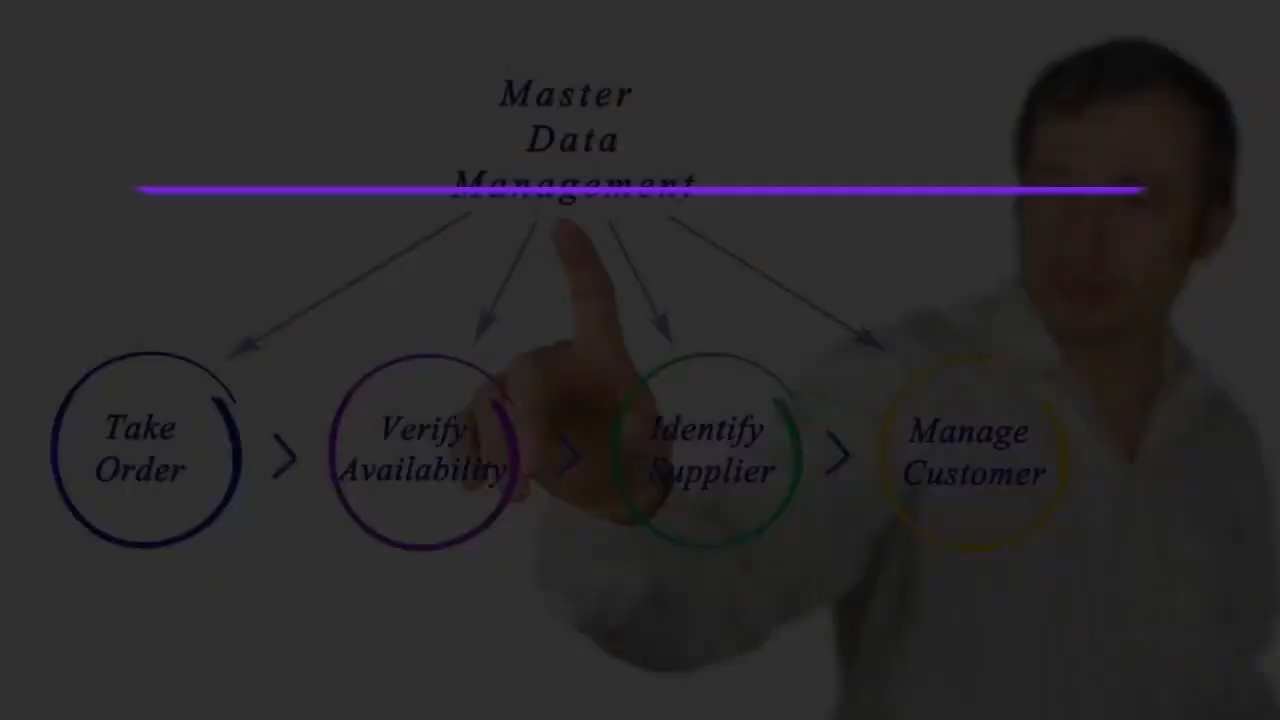 Master
Data
Management
Take
Order
>
Verify
Availability
>
Identify
Supplier
>
Manage
Customer